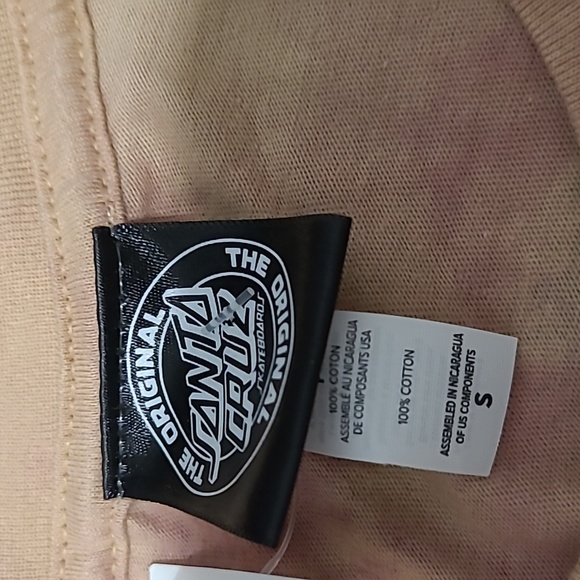 THE ORIGINAL
SANTA
CRUZ
SKATEBOARDS
THE ORIGINAL
100% COTON
ASSEMBLÉ AU NICARAGUA
DE COMPOSANTS USA
100% COTTON
ASSEMBLED IN NICARAGUA
OF US COMPONENTS
S